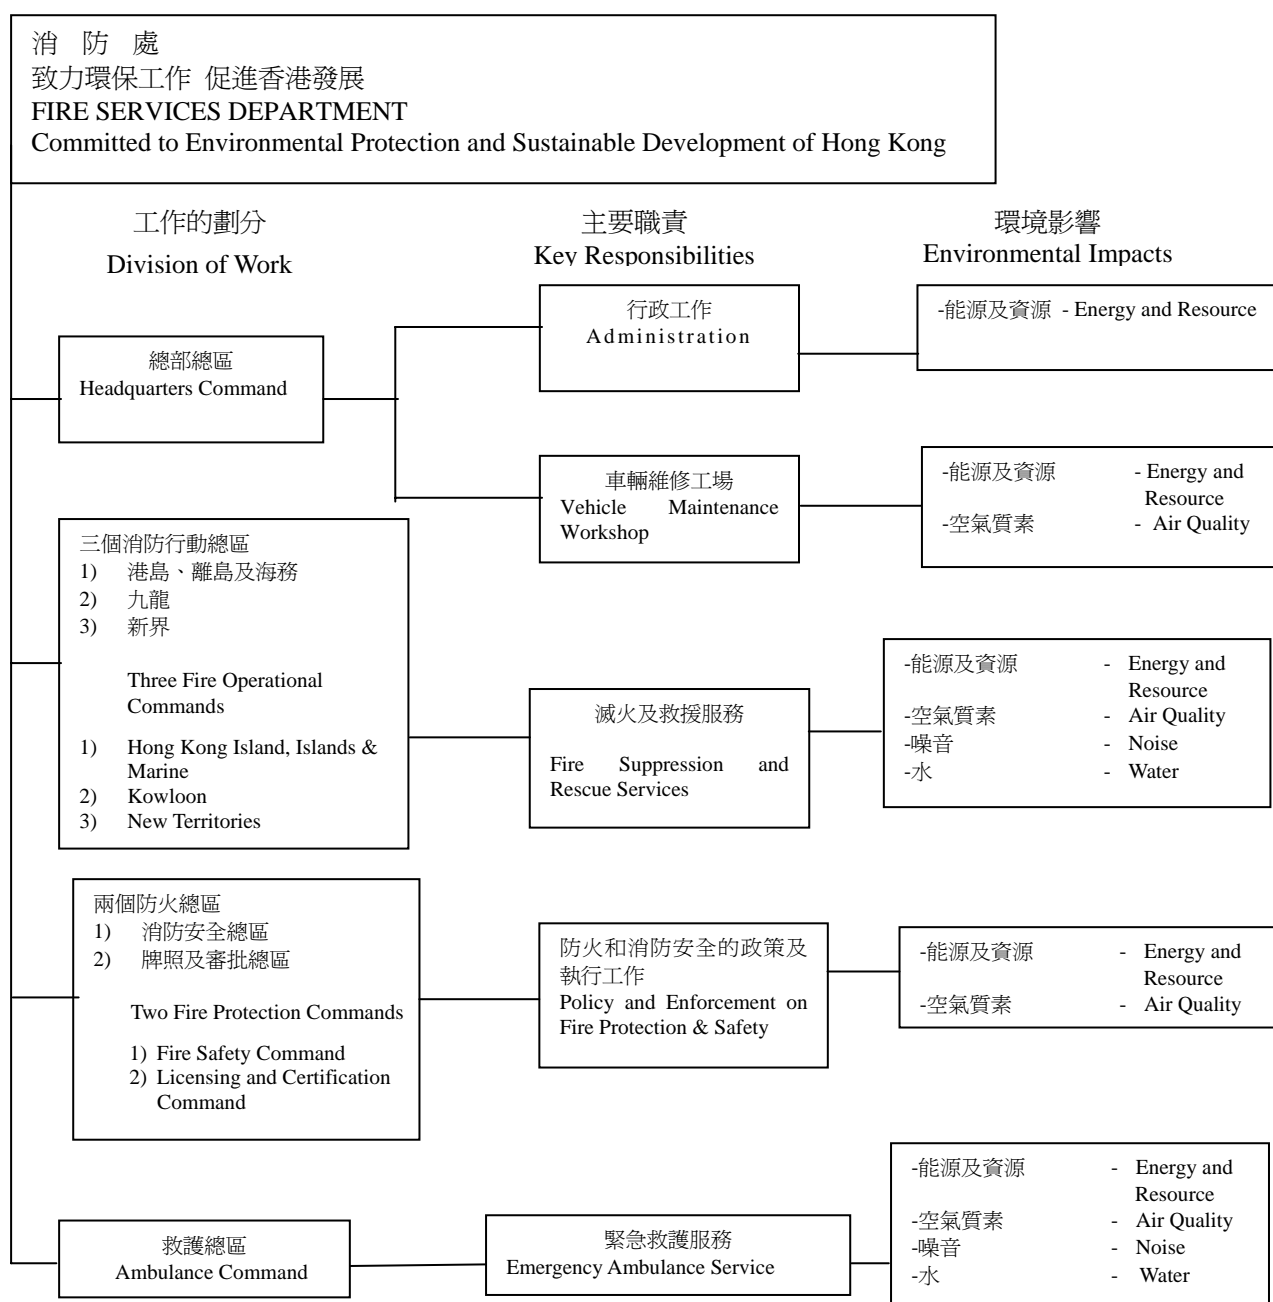 消 防 處
致力環保工作 促進香港發展
FIRE SERVICES DEPARTMENT
Committed to Environmental Protection and Sustainable Development of Hong Kong
工作的劃分
Division of Work
主要職責
Key Responsibilities
環境影響
Environmental Impacts
總部總區
Headquarters Command
行政工作
Administration
-能源及資源 - Energy and Resource
車輛維修工場
Vehicle Maintenance
Workshop
-能源及資源 - Energy and
Resource
-空氣質素 - Air Quality
三個消防行動總區
1) 港島、離島及海務
2) 九龍
3) 新界
Three Fire Operational
Commands
1) Hong Kong Island, Islands &
Marine
2) Kowloon
3) New Territories
滅火及救援服務
Fire Suppression and
Rescue Services
-能源及資源 - Energy and
Resource
-空氣質素 - Air Quality
-噪音 - Noise
-水 - Water
兩個防火總區
1) 消防安全總區
2) 牌照及審批總區
Two Fire Protection Commands
1) Fire Safety Command
2) Licensing and Certification
Command
防火和消防安全的政策及
執行工作
Policy and Enforcement on
Fire Protection & Safety
-能源及資源 - Energy and
Resource
-空氣質素 - Air Quality
救護總區
Ambulance Command
緊急救護服務
Emergency Ambulance Service
-能源及資源 - Energy and
Resource
-空氣質素 - Air Quality
-噪音 - Noise
-水 - Water